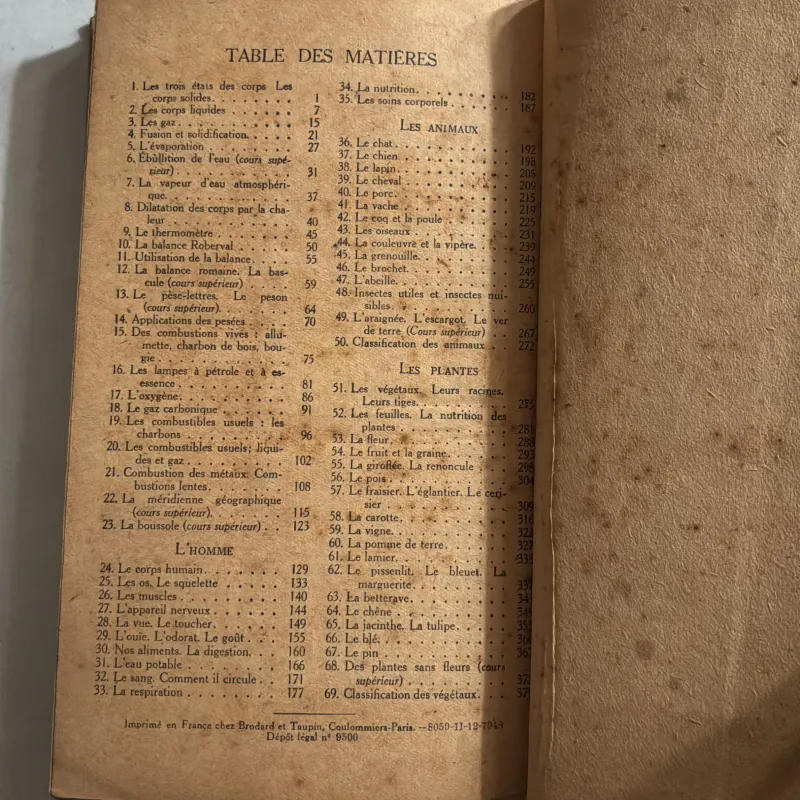 TABLE DES MATIÈRES
1. Les trois états des corps Les
corps solides. . . . . . . . 1
2. Les corps liquides . . . . . . 7
3. Les gaz. . . . . . . . . . 15
4. Fusion et solidification. . . . . 21
5. L'évaporation . . . . . . . 27
6. Ébullition de l'eau (cours supé-
rieur) . . . . . . . . . . 31
7. La vapeur d'eau atmosphéri-
que. . . . . . . . . . . 37
8. Dilatation des corps par la cha-
leur . . . . . . . . . . . 40
9. Le thermomètre . . . . . . . 45
10. La balance Roberval . . . . . 50
11. Utilisation de la balance. . . . . 55
12. La balance romaine. La bas-
cule (cours supérieur) . . . . . 59
13. Le pèse-lettres. Le peson
(cours supérieur). . . . . . . 64
14. Applications des pesées . . . . 70
15. Des combustions vives : allu-
mette, charbon de bois, bou-
gie . . . . . . . . . . . 75
16. Les lampes à pétrole et à es-
essence . . . . . . . . . . 81
17. L'oxygène. . . . . . . . . 86
18. Le gaz carbonique . . . . . . 91
19. Les combustibles usuels : les
charbons . . . . . . . . . 96
20. Les combustibles usuels; liqui-
des et gaz . . . . . . . . . 102
21. Combustion des métaux. Com-
bustions lentes. . . . . . . . 108
22. La méridienne géographique
(cours supérieur). . . . . . . 115
23. La boussole (cours supérieur) . . 123
L'HOMME
24. Le corps humain. . . . . . . 129
25. Les os. Le squelette . . . . . 133
26. Les muscles . . . . . . . . 140
27. L'appareil nerveux . . . . . . 144
28. La vue. Le toucher. . . . . . 149
29. L'ouïe. L'odorat. Le goût . . . 155
30. Nos aliments. La digestion. . . . 160
31. L'eau potable . . . . . . . . 166
32. Le sang. Comment il circule . . 171
33. La respiration . . . . . . . . 177
34. La nutrition. . . . . . . . . 182
35. Les soins corporels . . . . . . 187
LES ANIMAUX
36. Le chat. . . . . . . . . . 192
37. Le chien . . . . . . . . . 198
38. Le lapin. . . . . . . . . . 205
39. Le cheval . . . . . . . . . 209
40. Le porc. . . . . . . . . . 215
41. La vache . . . . . . . . . 219
42. Le coq et la poule . . . . . . 225
43. Les oiseaux . . . . . . . . 231
44. La couleuvre et la vipère. . . . 239
45. La grenouille. . . . . . . . 244
46. Le brochet. . . . . . . . . 249
47. L'abeille. . . . . . . . . . 255
48. Insectes utiles et insectes nui-
sibles. . . . . . . . . . . 260
49. L'araignée. L'escargot. Le ver
de terre (Cours supérieur) . . . 267
50. Classification des animaux . . . 272
LES PLANTES
51. Les végétaux. Leurs racines.
Leurs tiges. . . . . . . . . 275
52. Les feuilles. La nutrition des
plantes . . . . . . . . . . 281
53. La fleur. . . . . . . . . . 288
54. Le fruit et la graine. . . . . . 293
55. La giroflée. La renoncule . . . 298
56. Le pois . . . . . . . . . . 304
57. Le fraisier. L'églantier. Le ceri-
sier . . . . . . . . . . . 309
58. La carotte. . . . . . . . . 316
59. La vigne. . . . . . . . . .
60. La pomme de terre. . . . . .
61. Le lamier. . . . . . . . . .
62. Le pissenlit. Le bleuet. La
marguerite. . . . . . . . .
63. La betterave . . . . . . . .
64. Le chêne . . . . . . . . .
65. La jacinthe. La tulipe. . . . .
66. Le blé. . . . . . . . . . .
67. Le pin . . . . . . . . . .
68. Des plantes sans fleurs (cours
supérieur) . . . . . . . . .
69. Classification des végétaux. . .
Imprimé en France chez Brodard et Taupin, Coulommiers-Paris. — 8050-II-12-
Dépôt légal n° 9500